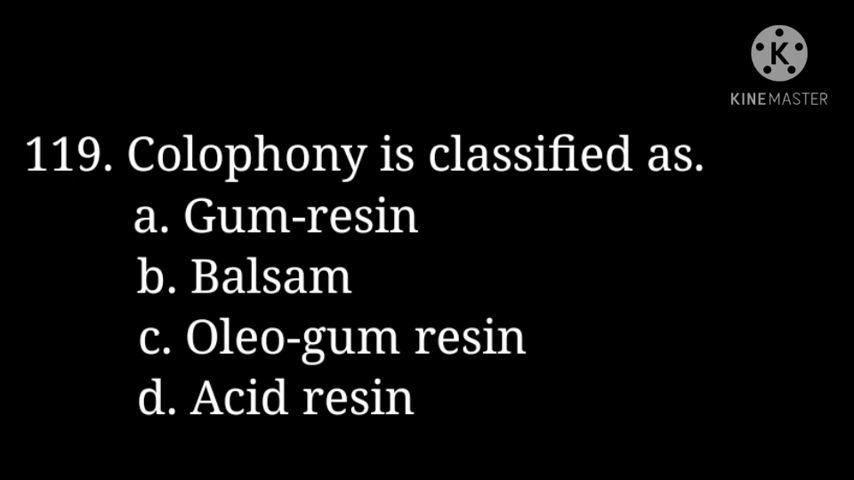 KINEMASTER
119. Colophony is classified as.
a. Gum-resin
b. Balsam
c. Oleo-gum resin
d. Acid resin